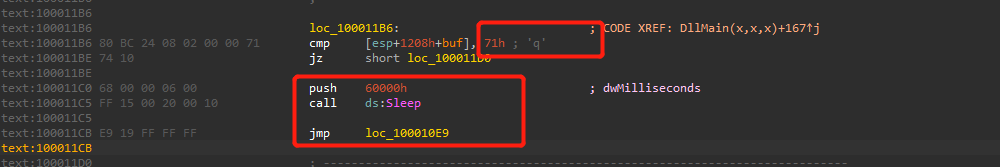 text:100011B6 ;
text:100011B6
text:100011B6 loc_100011B6: ; CODE XREF: DllMain(x,x,x)+167↑j
text:100011B6 80 BC 24 08 02 00 00 71 cmp [esp+1208h+buf], 71h ; 'q'
text:100011BE 74 10 jz short loc_100011D0
text:100011BE
text:100011C0 68 00 00 06 00 push 60000h ; dwMilliseconds
text:100011C5 FF 15 00 20 00 10 call ds:Sleep
text:100011C5
text:100011CB E9 19 FF FF FF jmp loc_100010E9
text:100011CB
text:100011D0 ; ---------------------------------------------------------------------------